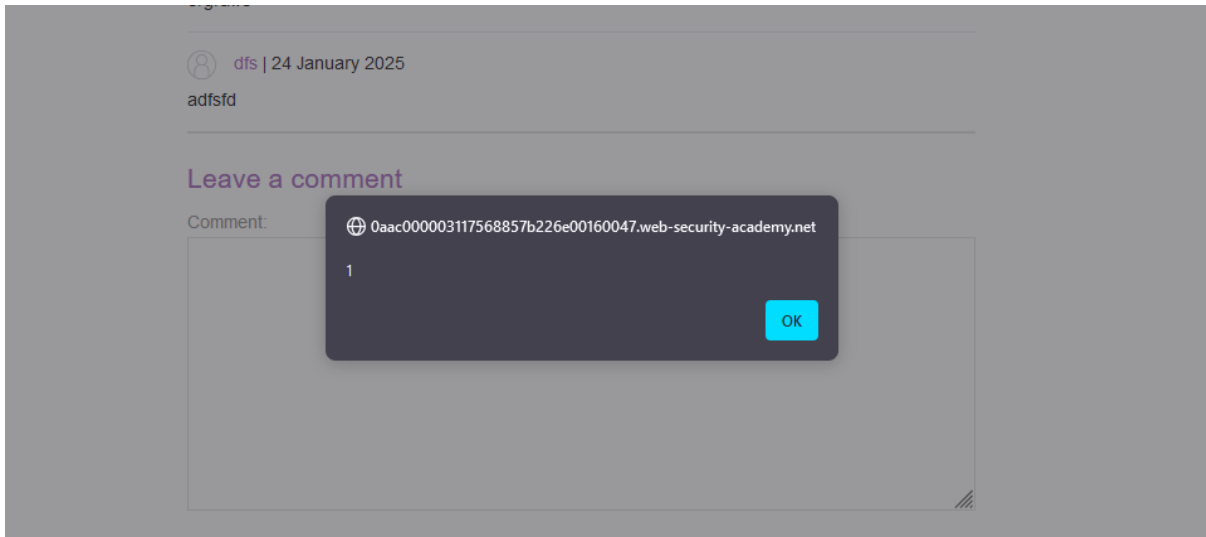 dfs | 24 January 2025
adfsfd
Leave a comment
Comment:
0aac000003117568857b226e00160047.web-security-academy.net
1
OK